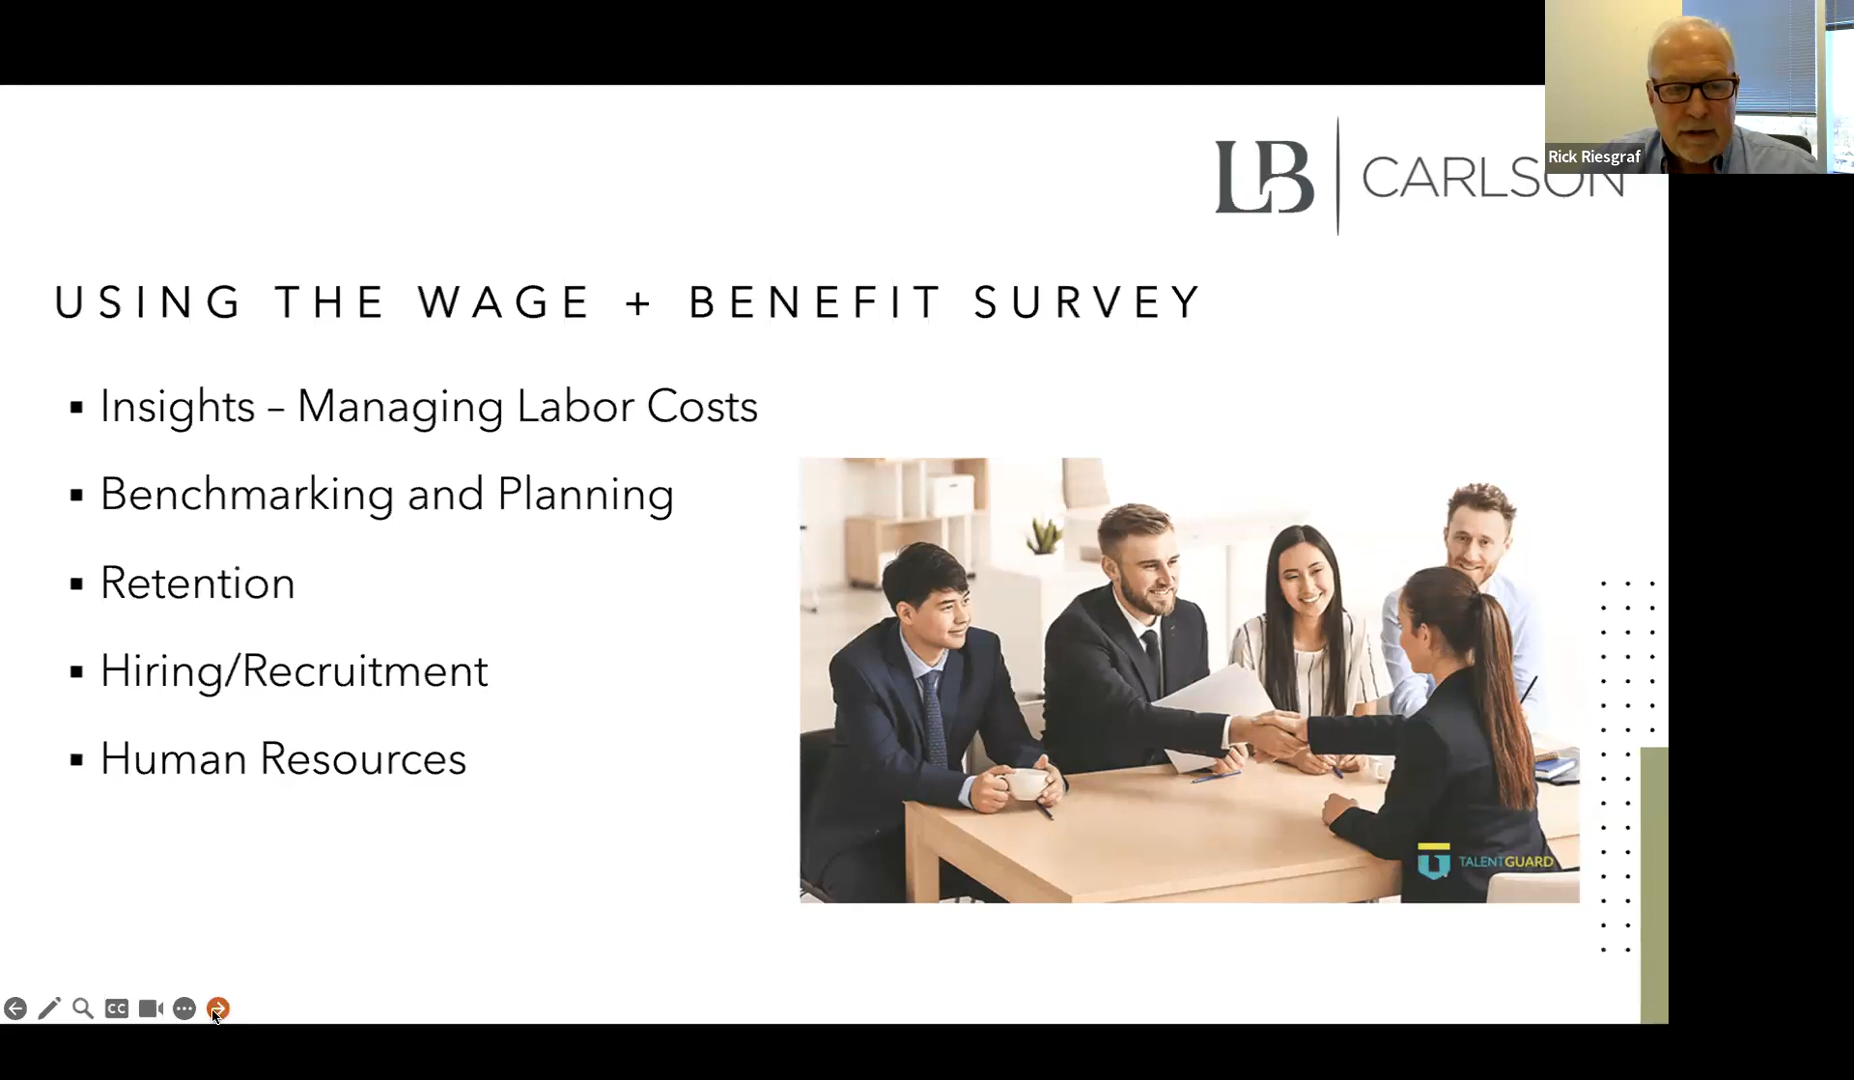 Rick Riesgraf
LB CARLSON
USING THE WAGE + BENEFIT SURVEY
▪ Insights – Managing Labor Costs
▪ Benchmarking and Planning
▪ Retention
▪ Hiring/Recruitment
▪ Human Resources
TALENTGUARD
CC